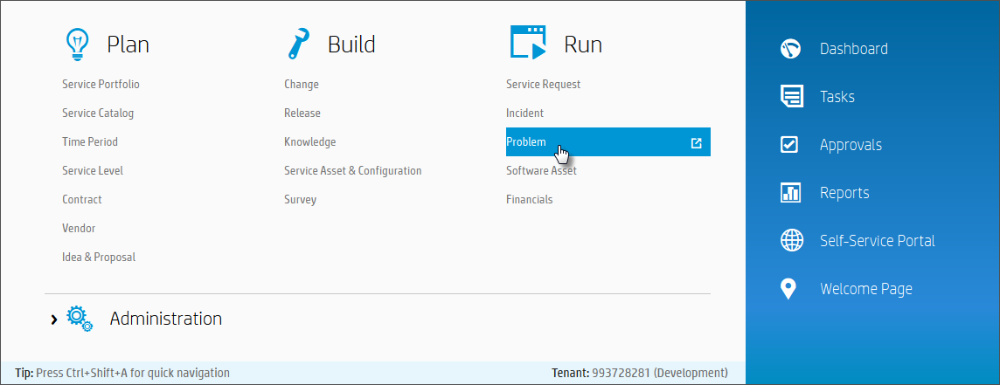 Plan
Service Portfolio
Service Catalog
Time Period
Service Level
Contract
Vendor
Idea & Proposal
Build
Change
Release
Knowledge
Service Asset & Configuration
Survey
Run
Service Request
Incident
Problem
Software Asset
Financials
Administration
Tip: Press Ctrl+Shift+A for quick navigation
Tenant: 993728281 (Development)
Dashboard
Tasks
Approvals
Reports
Self-Service Portal
Welcome Page